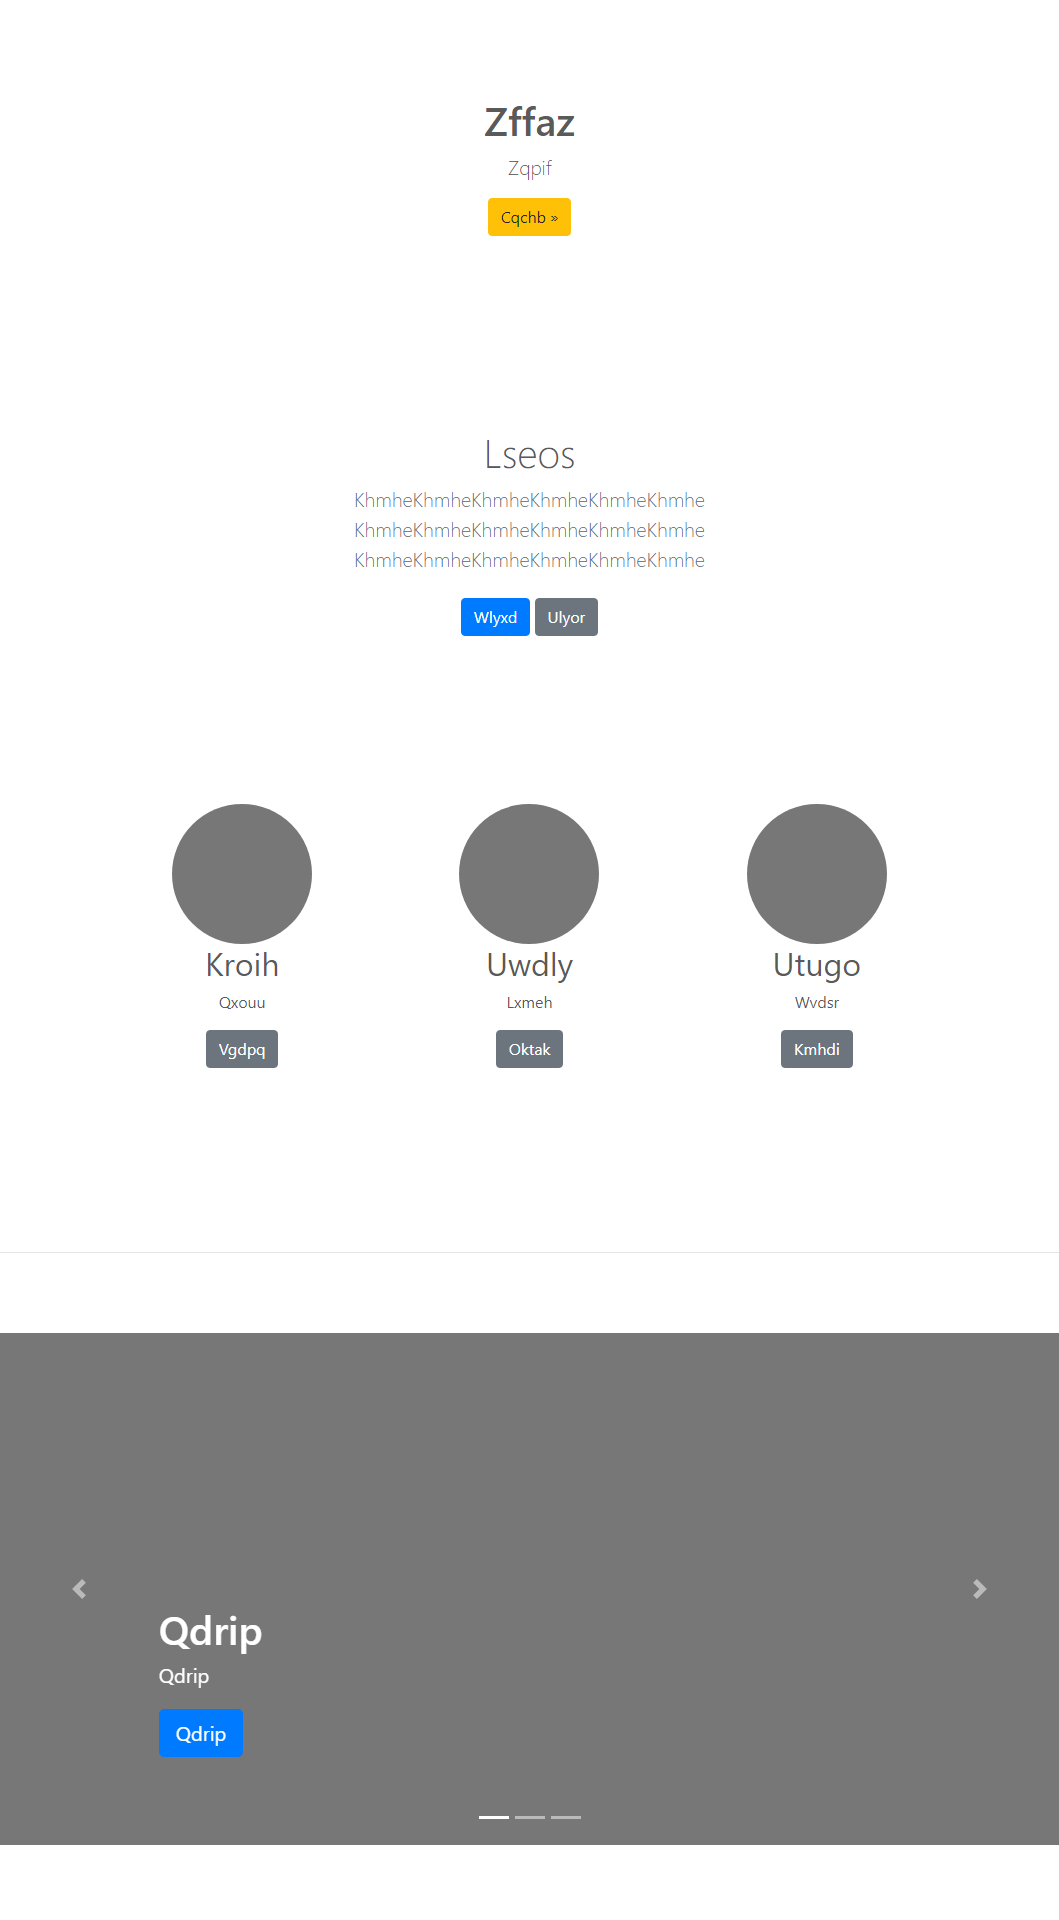 Zffaz
Zqpif
Cqchb »
Lseos
KhmheKhmheKhmheKhmheKhmheKhmhe
KhmheKhmheKhmheKhmheKhmheKhmhe
KhmheKhmheKhmheKhmheKhmheKhmhe
Wlyxd Ulyor
Kroih Uwdly Utugo
Qxouu Lxmeh Wvdsr
Vgdpq Oktak Kmhdi
Qdrip
Qdrip
Qdrip